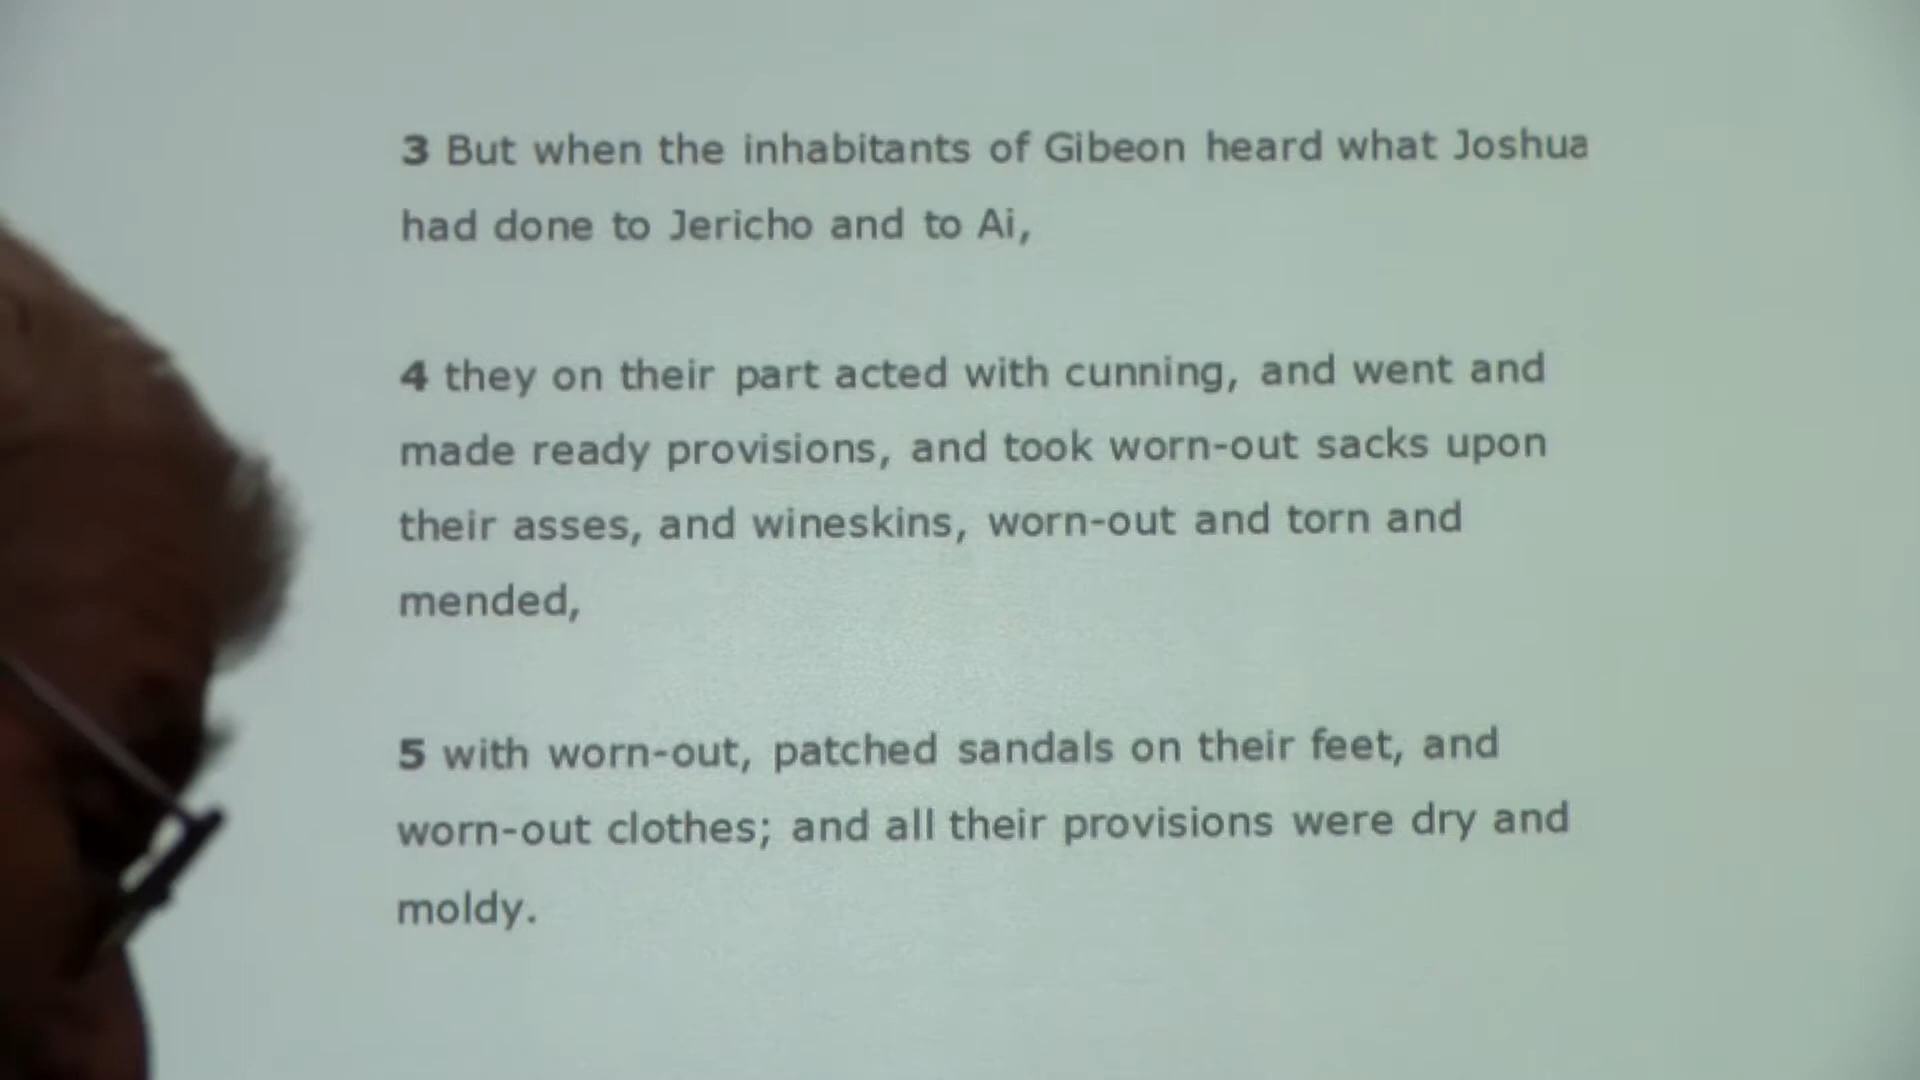 3 But when the inhabitants of Gibeon heard what Joshua
had done to Jericho and to Ai,
4 they on their part acted with cunning, and went and
made ready provisions, and took worn-out sacks upon
their asses, and wineskins, worn-out and torn and
mended,
5 with worn-out, patched sandals on their feet, and
worn-out clothes; and all their provisions were dry and
moldy.